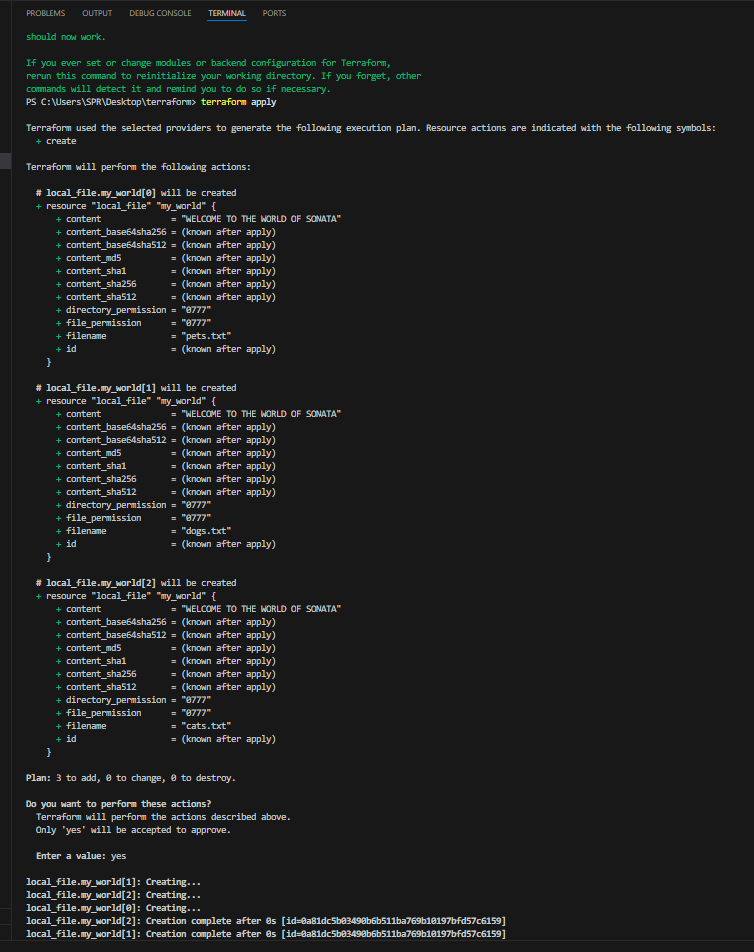 PROBLEMS OUTPUT DEBUG CONSOLE TERMINAL PORTS
should now work.
If you ever set or change modules or backend configuration for Terraform,
rerun this command to reinitialize your working directory. If you forget, other
commands will detect it and remind you to do so if necessary.
PS C:\Users\SPR\Desktop\terraform> terraform apply
Terraform used the selected providers to generate the following execution plan. Resource actions are indicated with the following symbols:
+ create
Terraform will perform the following actions:
# local_file.my_world[0] will be created
+ resource "local_file" "my_world" {
+ content = "WELCOME TO THE WORLD OF SONATA"
+ content_base64sha256 = (known after apply)
+ content_base64sha512 = (known after apply)
+ content_md5 = (known after apply)
+ content_sha1 = (known after apply)
+ content_sha256 = (known after apply)
+ content_sha512 = (known after apply)
+ directory_permission = "0777"
+ file_permission = "0777"
+ filename = "pets.txt"
+ id = (known after apply)
}
# local_file.my_world[1] will be created
+ resource "local_file" "my_world" {
+ content = "WELCOME TO THE WORLD OF SONATA"
+ content_base64sha256 = (known after apply)
+ content_base64sha512 = (known after apply)
+ content_md5 = (known after apply)
+ content_sha1 = (known after apply)
+ content_sha256 = (known after apply)
+ content_sha512 = (known after apply)
+ directory_permission = "0777"
+ file_permission = "0777"
+ filename = "dogs.txt"
+ id = (known after apply)
}
# local_file.my_world[2] will be created
+ resource "local_file" "my_world" {
+ content = "WELCOME TO THE WORLD OF SONATA"
+ content_base64sha256 = (known after apply)
+ content_base64sha512 = (known after apply)
+ content_md5 = (known after apply)
+ content_sha1 = (known after apply)
+ content_sha256 = (known after apply)
+ content_sha512 = (known after apply)
+ directory_permission = "0777"
+ file_permission = "0777"
+ filename = "cats.txt"
+ id = (known after apply)
}
Plan: 3 to add, 0 to change, 0 to destroy.
Do you want to perform these actions?
Terraform will perform the actions described above.
Only 'yes' will be accepted to approve.
Enter a value: yes
local_file.my_world[1]: Creating...
local_file.my_world[2]: Creating...
local_file.my_world[0]: Creating...
local_file.my_world[2]: Creation complete after 0s [id=0a81dc5b03490b6b511ba769b10197bfd57c6159]
local_file.my_world[1]: Creation complete after 0s [id=0a81dc5b03490b6b511ba769b10197bfd57c6159]